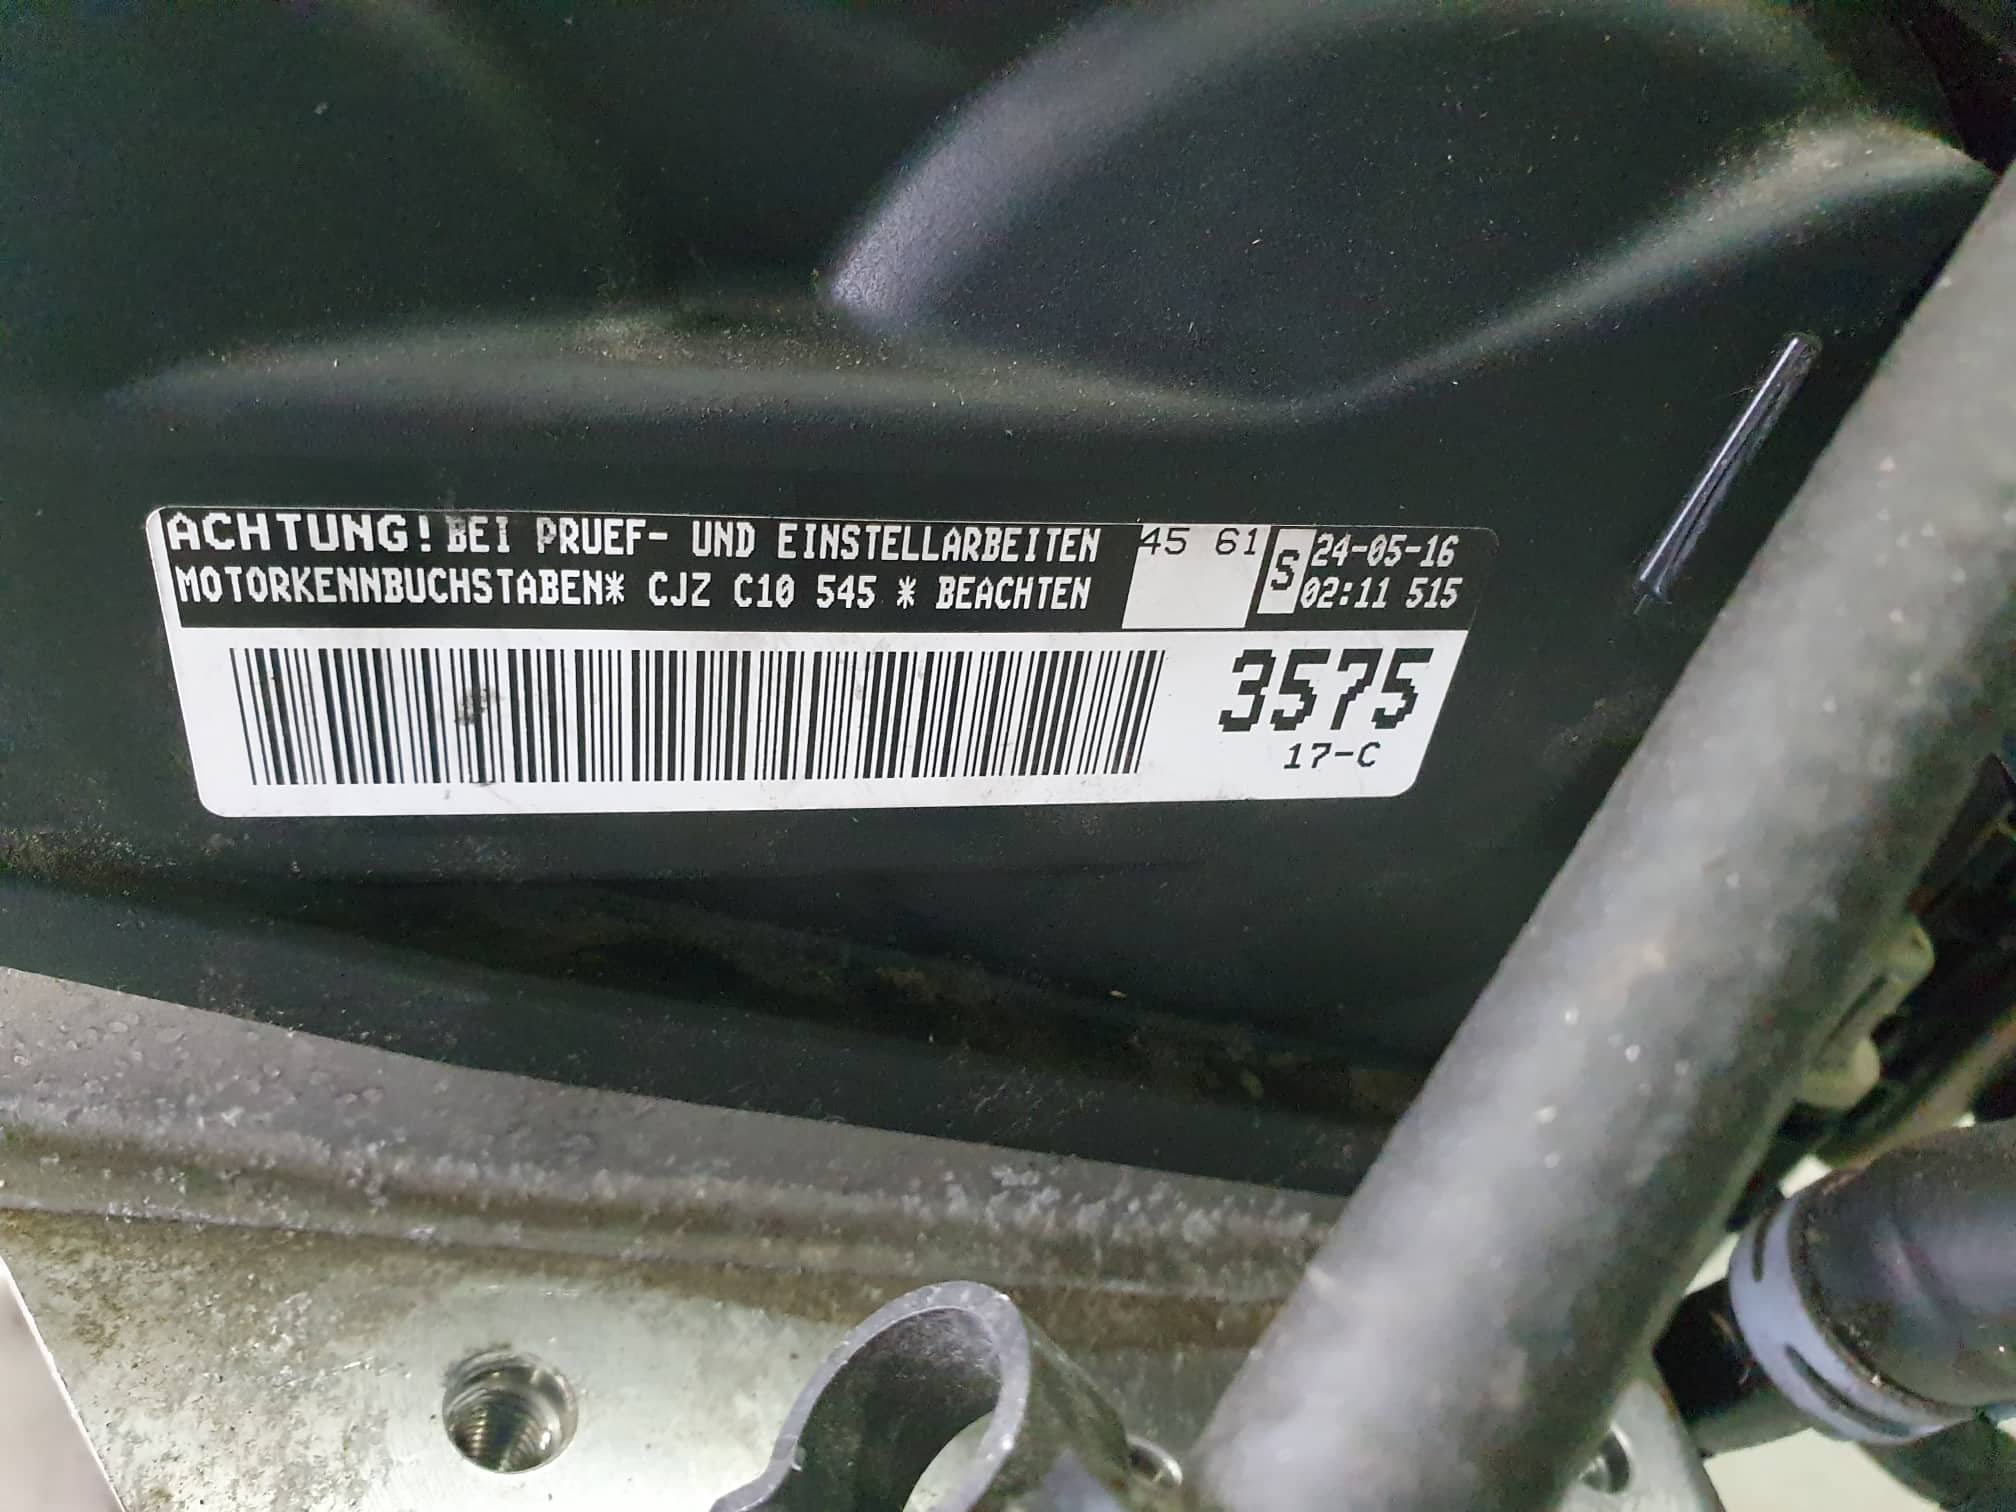 ACHTUNG! BEI PRUEF- UND EINSTELLARBEITEN
MOTORKENNBUCHSTABEN* CJZ C10 545 * BEACHTEN
45 61
S
24-05-16
02:11 515
3575
17-C